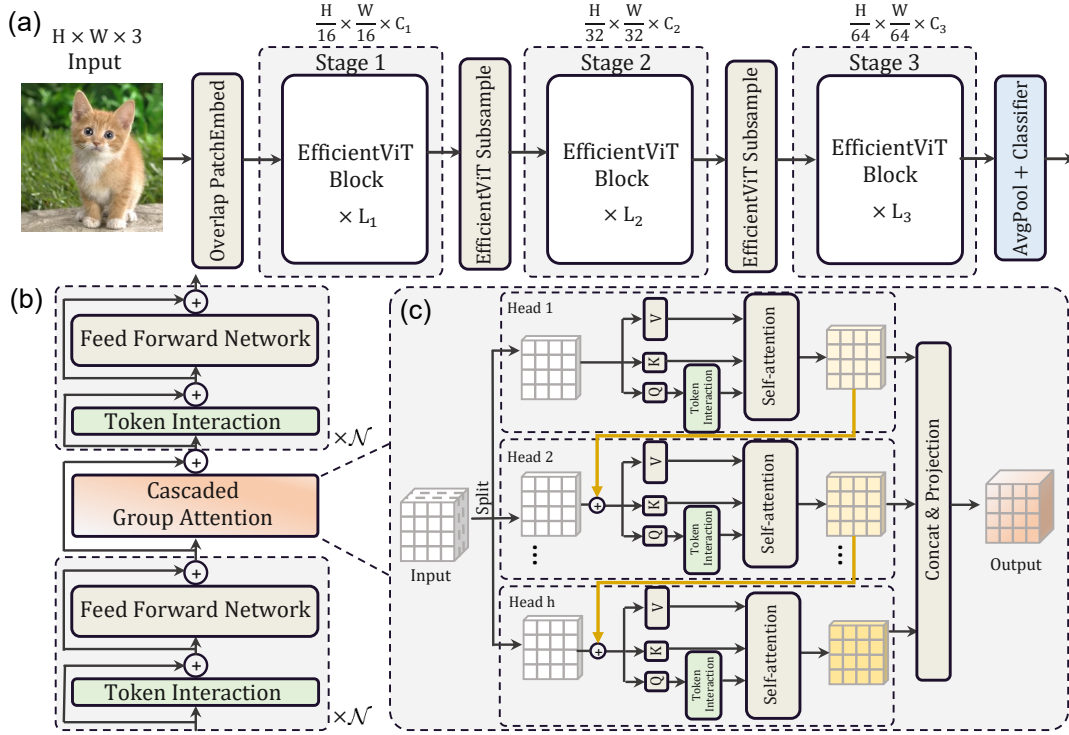 (a)
H × W × 3
Input
H/16 × W/16 × C₁
H/32 × W/32 × C₂
H/64 × W/64 × C₃
Overlap PatchEmbed
Stage 1
EfficientViT
Block
× L₁
EfficientViT Subsample
Stage 2
EfficientViT
Block
× L₂
EfficientViT Subsample
Stage 3
EfficientViT
Block
× L₃
AvgPool + Classifier
(b)
+
Feed Forward Network
+
Token Interaction
×𝒩
+
Cascaded
Group Attention
+
Feed Forward Network
+
Token Interaction
×𝒩
(c)
Input
Split
Head 1
V
K
Q
Token
Interaction
Self-attention
Head 2
+
V
K
Q
Token
Interaction
Self-attention
...
...
Head h
+
V
K
Q
Token
Interaction
Self-attention
Concat & Projection
Output